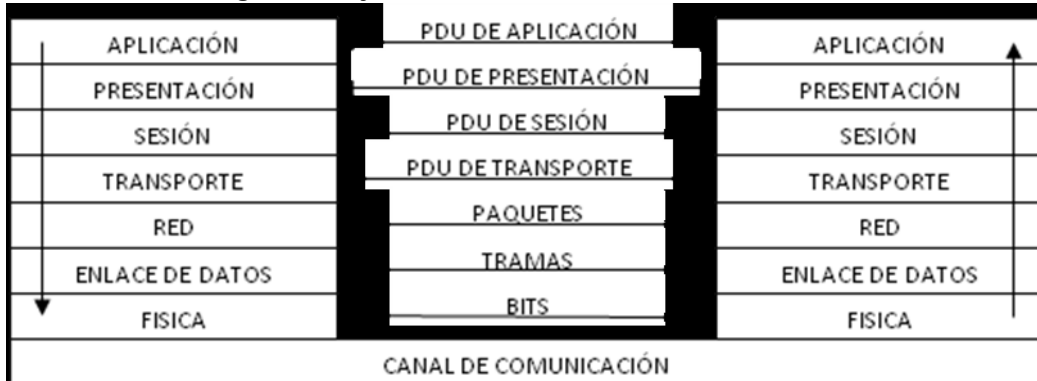 APLICACIÓN PDU DE APLICACIÓN APLICACIÓN
PRESENTACIÓN PDU DE PRESENTACIÓN PRESENTACIÓN
SESIÓN PDU DE SESIÓN SESIÓN
TRANSPORTE PDU DE TRANSPORTE TRANSPORTE
RED PAQUETES RED
ENLACE DE DATOS TRAMAS ENLACE DE DATOS
FISICA BITS FISICA
CANAL DE COMUNICACIÓN